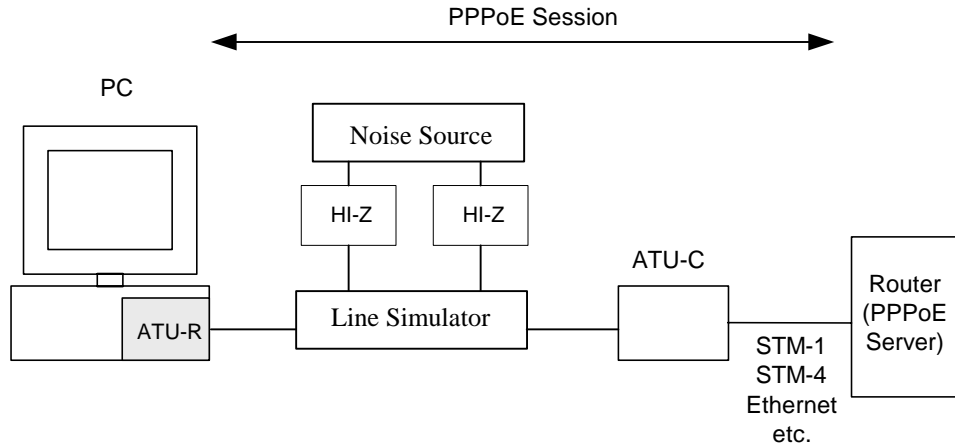 PPPoE Session
PC
Noise Source
HI-Z
HI-Z
ATU-C
Router
(PPPoE
Server)
ATU-R
Line Simulator
STM-1
STM-4
Ethernet
etc.